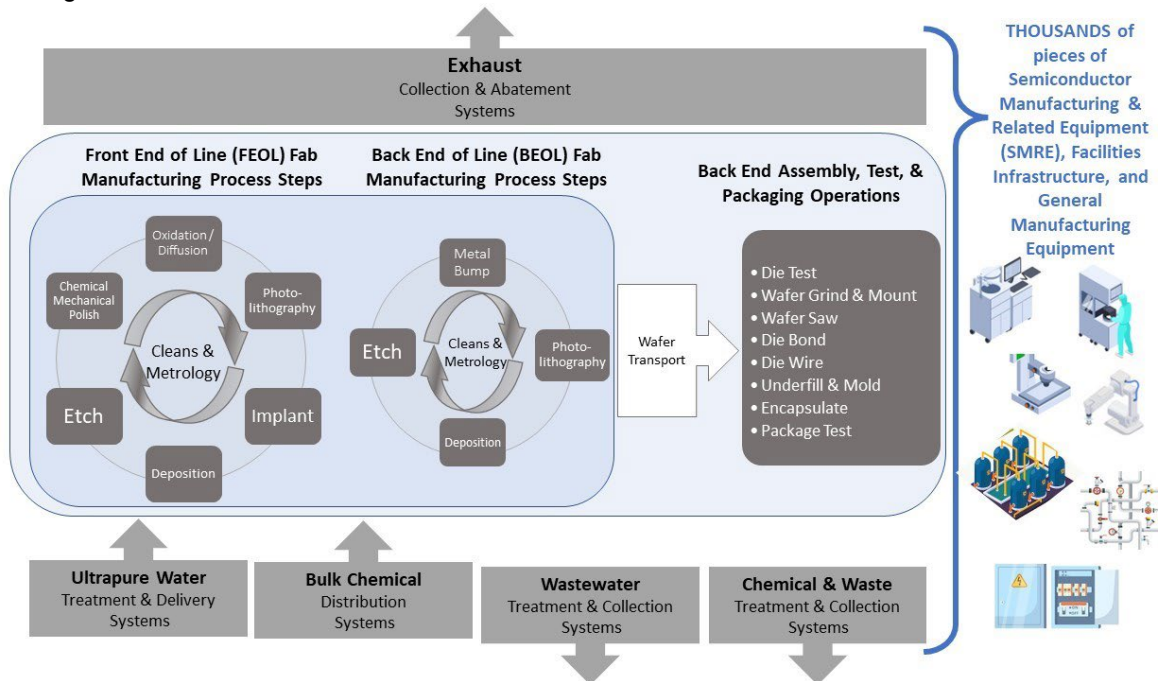 Exhaust
Collection & Abatement
Systems
Front End of Line (FEOL) Fab
Manufacturing Process Steps
Oxidation /
Diffusion
Photo-
lithography
Implant
Deposition
Etch
Chemical
Mechanical
Polish
Cleans &
Metrology
Back End of Line (BEOL) Fab
Manufacturing Process Steps
Metal
Bump
Photo-
lithography
Deposition
Etch
Cleans &
Metrology
Wafer
Transport
Back End Assembly, Test, &
Packaging Operations
• Die Test
• Wafer Grind & Mount
• Wafer Saw
• Die Bond
• Die Wire
• Underfill & Mold
• Encapsulate
• Package Test
Ultrapure Water
Treatment & Delivery
Systems
Bulk Chemical
Distribution
Systems
Wastewater
Treatment & Collection
Systems
Chemical & Waste
Treatment & Collection
Systems
THOUSANDS of
pieces of
Semiconductor
Manufacturing &
Related Equipment
(SMRE), Facilities
Infrastructure, and
General
Manufacturing
Equipment